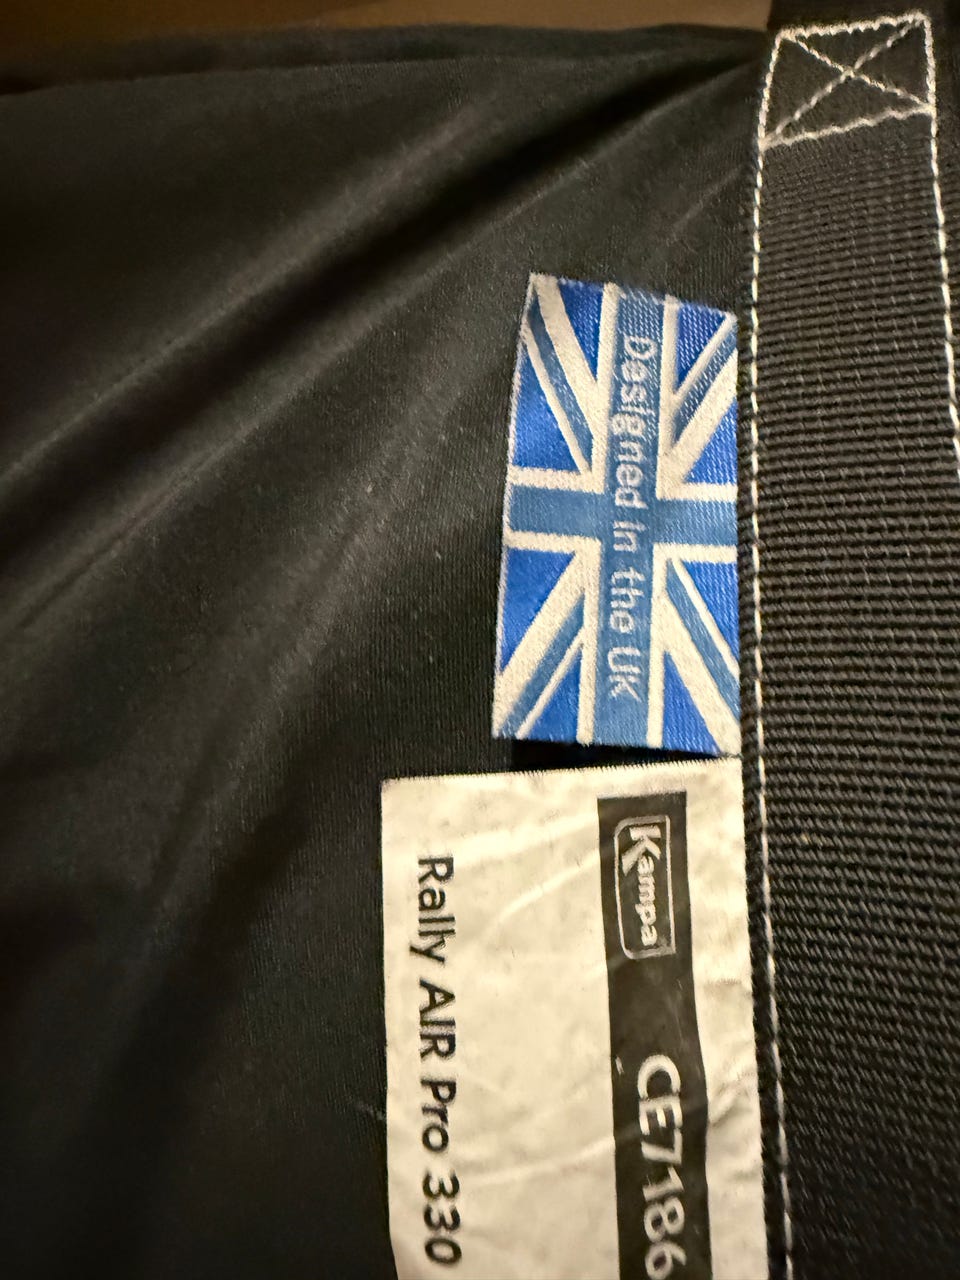 Designed in the UK
Kampa CE7186
Rally AIR Pro 330